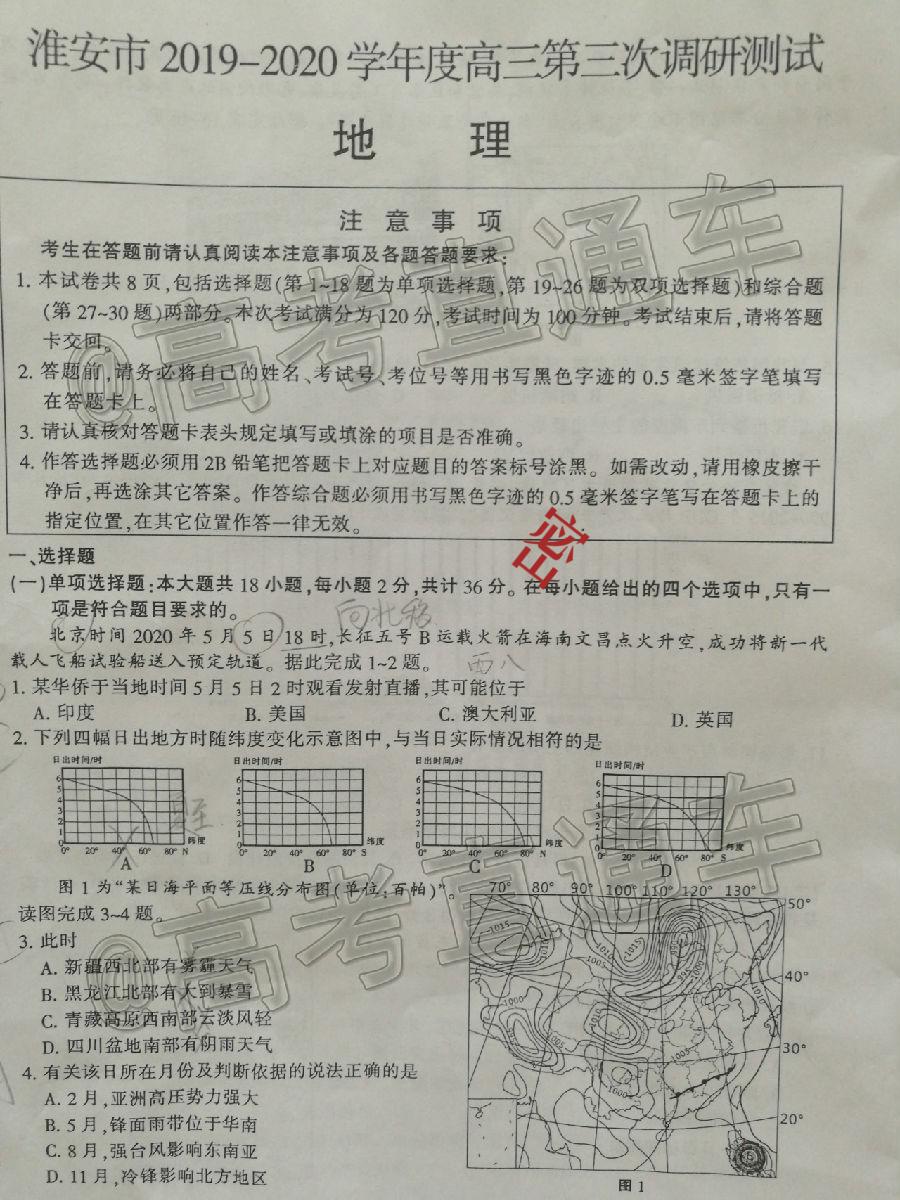 淮安市 2019-2020 学年度高三第三次调研测试
地 理
注 意 事 项
考生在答题前请认真阅读本注意事项及各题答题要求:
1. 本试卷共 8 页,包括选择题(第 1~18 题为单项选择题,第 19~26 题为双项选择题)和综合题
(第 27~30 题)两部分。本次考试满分为 120 分,考试时间为 100 分钟。考试结束后,请将答题
卡交回。
2. 答题前,请务必将自己的姓名、考试号、考位号等用书写黑色字迹的 0.5 毫米签字笔填写
在答题卡上。
3. 请认真核对答题卡表头规定填写或填涂的项目是否准确。
4. 作答选择题必须用 2B 铅笔把答题卡上对应题目的答案标号涂黑。如需改动,请用橡皮擦干
净后,再选涂其它答案。作答综合题必须用书写黑色字迹的 0.5 毫米签字笔写在答题卡上的
指定位置,在其它位置作答一律无效。
密
@高考直通车
一、选择题
(一)单项选择题:本大题共 18 小题,每小题 2 分,共计 36 分。在每小题给出的四个选项中,只有一
项是符合题目要求的。
向北移
北京时间 2020 年 5 月 5 日 18 时,长征五号 B 运载火箭在海南文昌点火升空,成功将新一代
载人飞船试验船送入预定轨道。据此完成 1~2 题。
西八
1. 某华侨于当地时间 5 月 5 日 2 时观看发射直播,其可能位于
A. 印度 B. 美国 C. 澳大利亚 D. 英国
2. 下列四幅日出地方时随纬度变化示意图中,与当日实际情况相符的是
日出时间/时 日出时间/时 日出时间/时 日出时间/时
6 6 6 6
5 5 5 5
4 4 4 4
3 3 3 3
2 2 2 2
1 1 1 1
0 0 0 0
纬度 纬度 纬度 纬度
0° 20° 40° 60° N 0° 20° 40° 60° 80° S 0° 20° 40° 60° 80° S 0° 20° 40° 60° 80° N
A B C D
@高考直通车
图 1 为“某日海平面等压线分布图(单位:百帕)”。
读图完成 3~4 题。
3. 此时
A. 新疆西北部有雾霾天气
B. 黑龙江北部有大到暴雪
C. 青藏高原西南部云淡风轻
D. 四川盆地南部有阴雨天气
4. 有关该日所在月份及判断依据的说法正确的是
A. 2 月,亚洲高压势力强大
B. 5 月,锋面雨带位于华南
C. 8 月,强台风影响东南亚
D. 11 月,冷锋影响北方地区
70° 80° 90° 100° 110° 120° 130°
50°
40°
30°
20°
1015
1015
1005
1005
1000
1010
1010
1005
1000
图 1